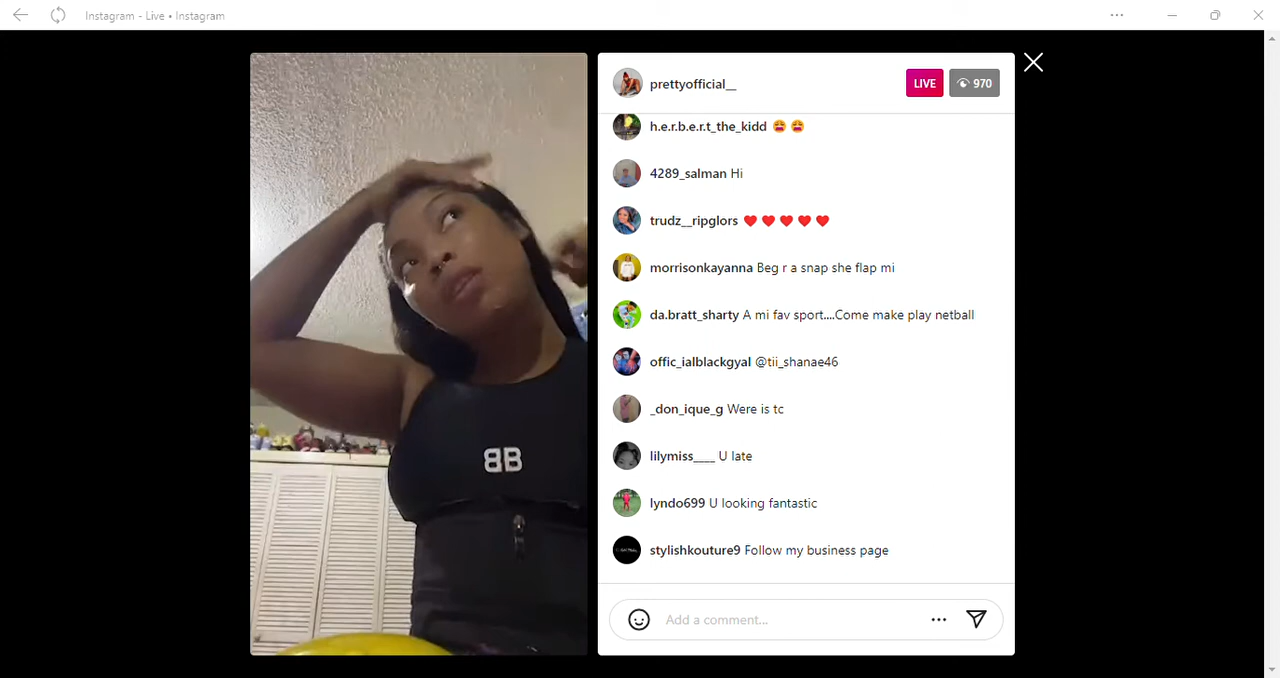 Instagram - Live • Instagram
prettyofficial__
LIVE
970
h.e.r.b.e.r.t_the_kidd 😩 😩
4289_salman Hi
trudz__ripglors ❤️ ❤️ ❤️ ❤️ ❤️
morrisonkayanna Beg r a snap she flap mi
da.bratt_sharty A mi fav sport....Come make play netball
offic_ialblackgyal @tii_shanae46
_don_ique_g Were is tc
lilymiss____ U late
lyndo699 U looking fantastic
stylishkouture9 Follow my business page
Add a comment...
BB